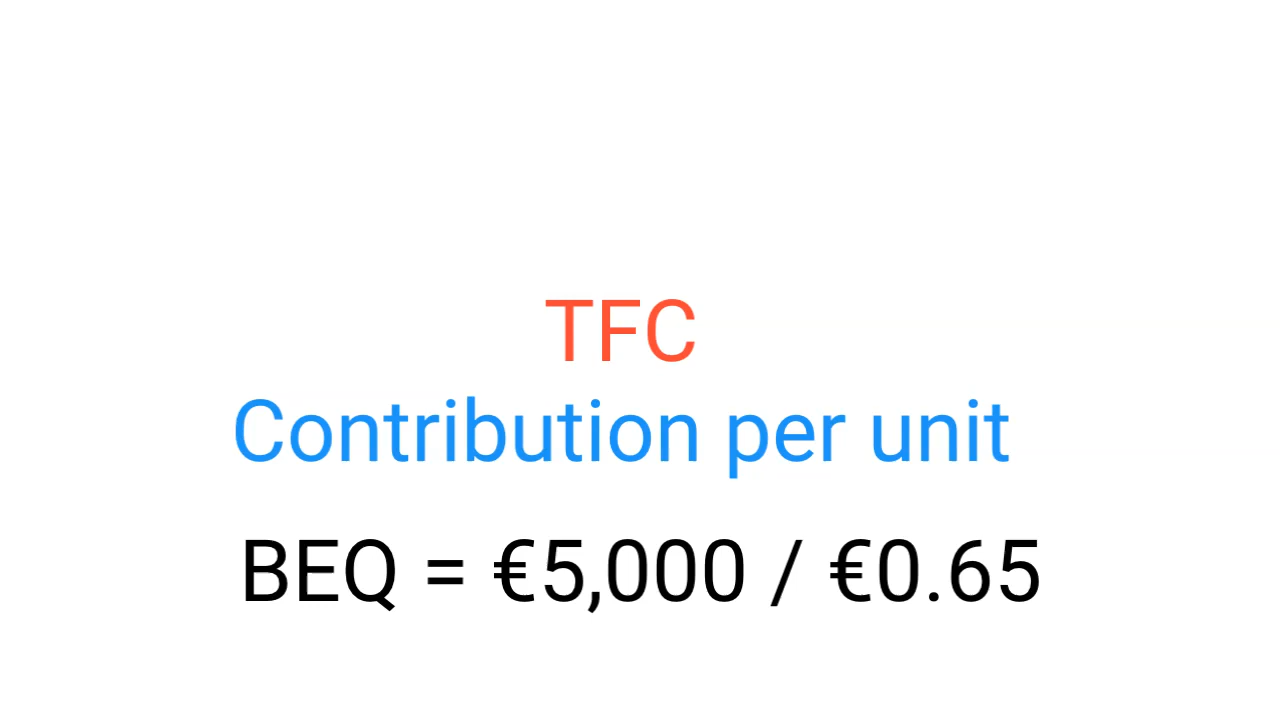 TFC
Contribution per unit
BEQ = €5,000 / €0.65